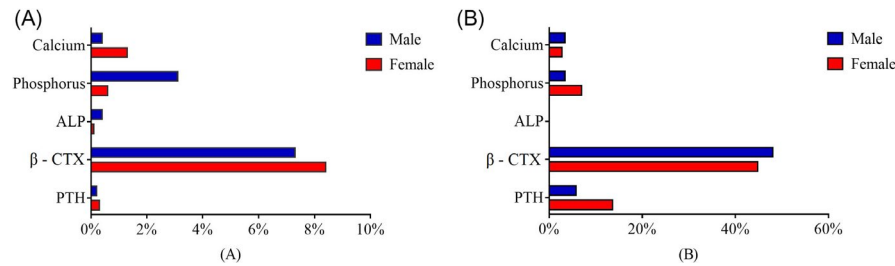 (A)
Calcium
Phosphorus
ALP
β - CTX
PTH
0% 2% 4% 6% 8% 10%
(A)
Male
Female
(B)
Calcium
Phosphorus
ALP
β - CTX
PTH
0% 20% 40% 60%
(B)
Male
Female